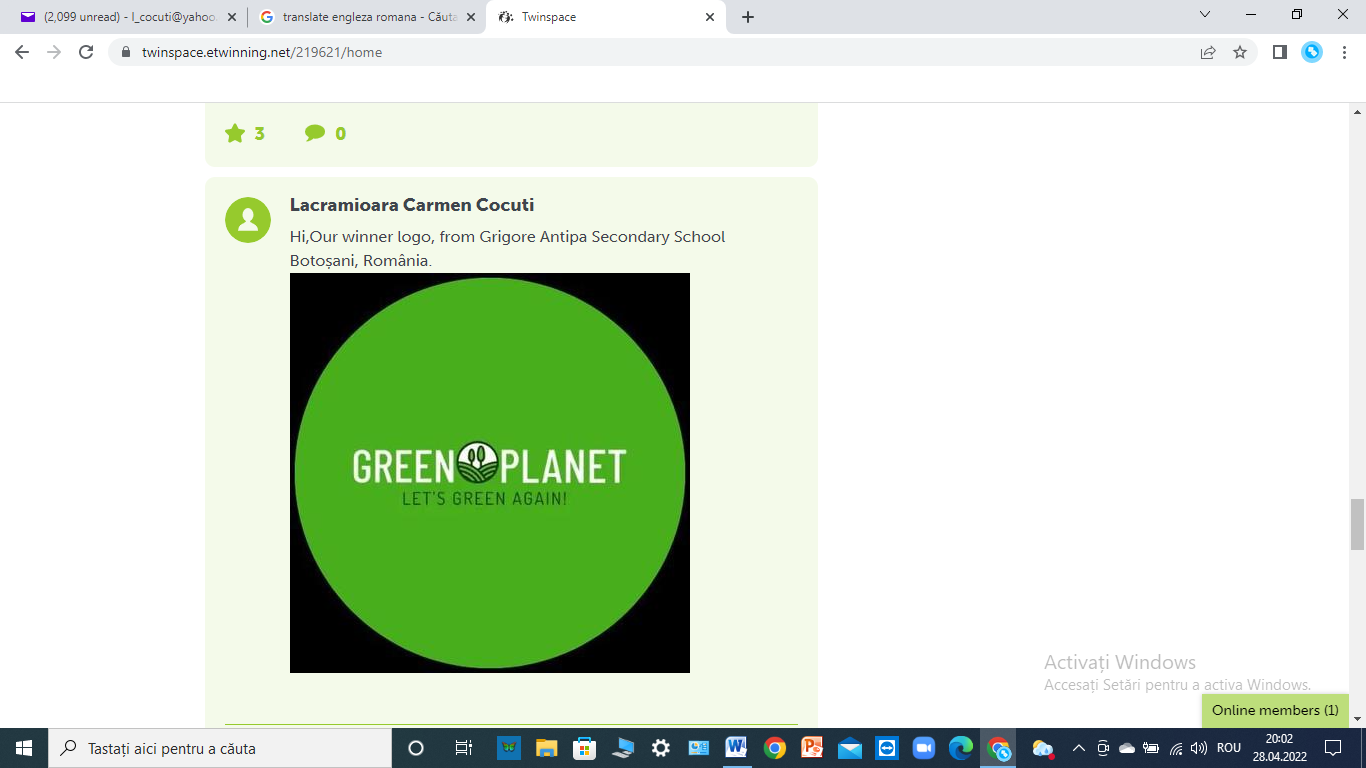 (2,099 unread) - l_cocuti@yahoo.
translate engleza romana - Căuta
Twinspace
twinspace.etwinning.net/219621/home
3
0
Lacramioara Carmen Cocuti
Hi,Our winner logo, from Grigore Antipa Secondary School
Botoșani, România.
GREEN PLANET
LET'S GREEN AGAIN!
Activați Windows
Accesați Setări pentru a activa Windows.
Online members (1)
Tastați aici pentru a căuta
ROU
20:02
28.04.2022